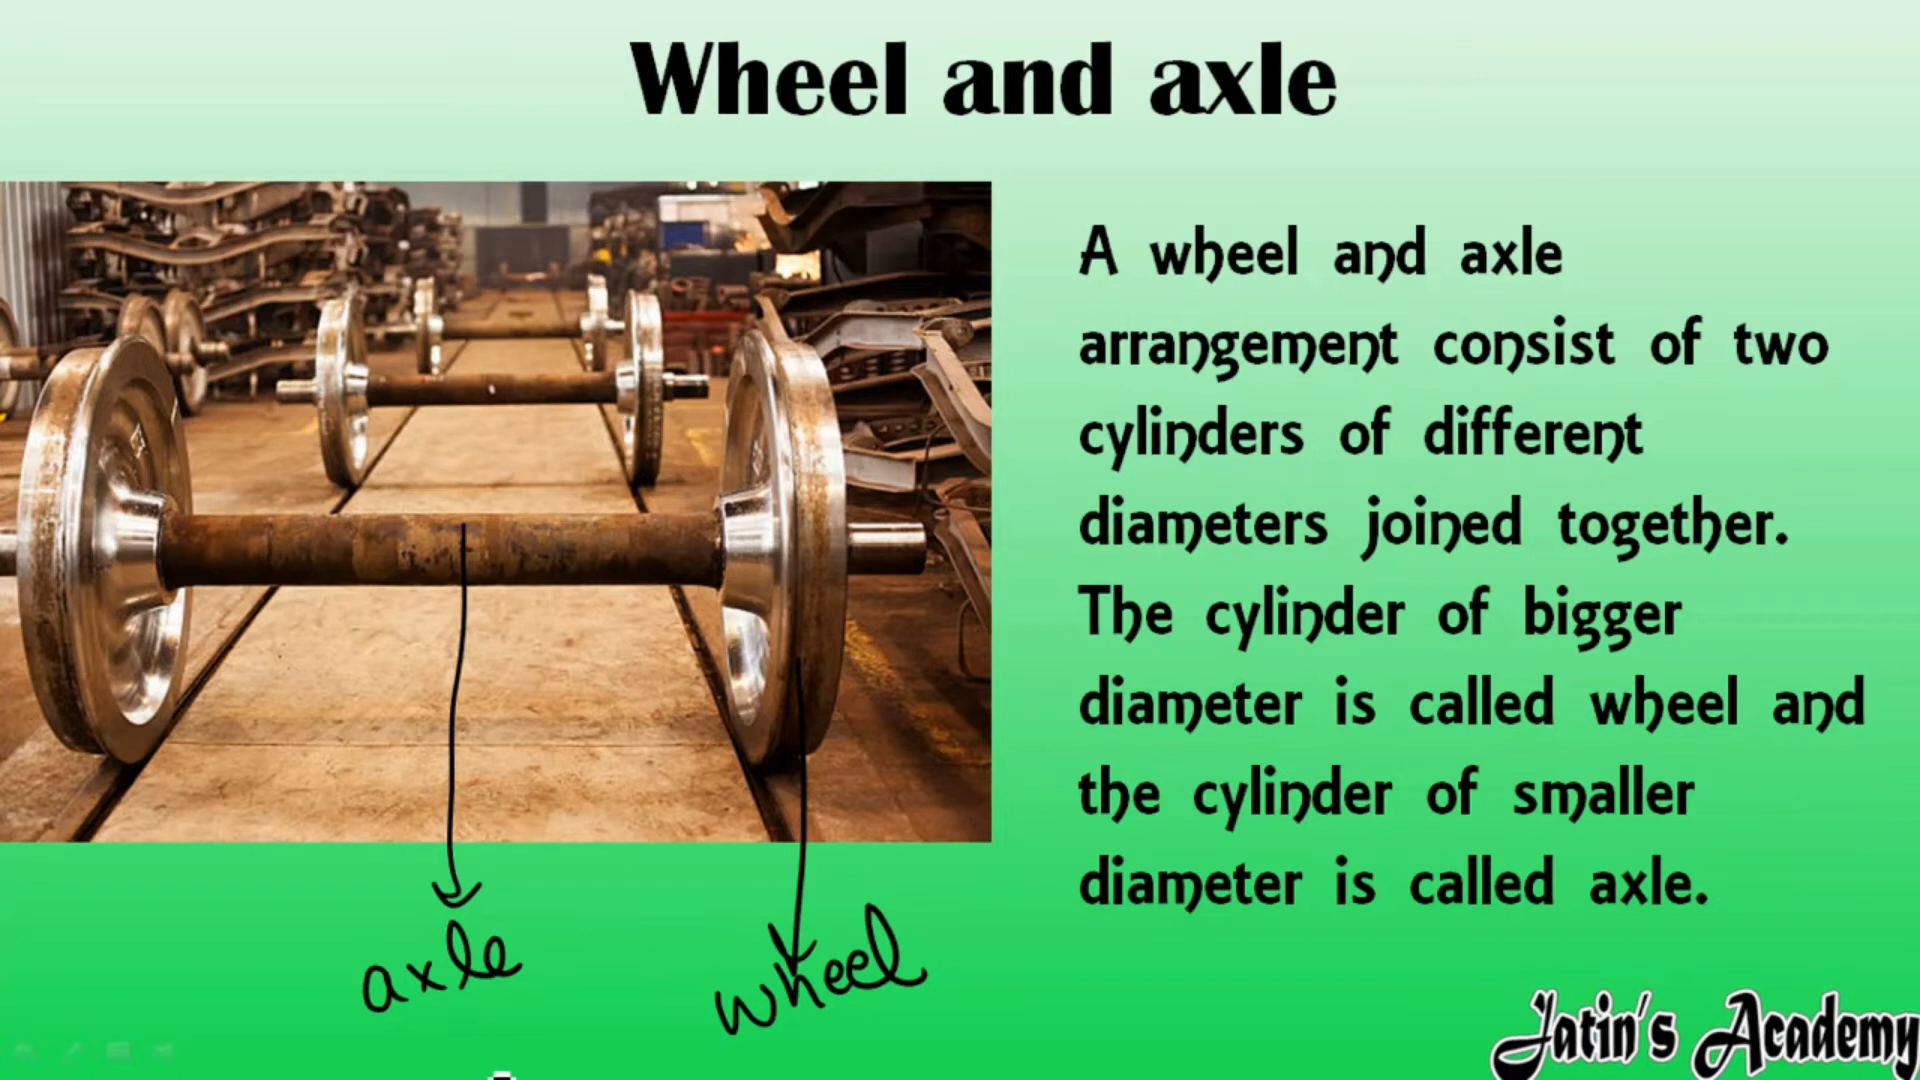 Wheel and axle
A wheel and axle
arrangement consist of two
cylinders of different
diameters joined together.
The cylinder of bigger
diameter is called wheel and
the cylinder of smaller
diameter is called axle.
axle
wheel
Jatin's Academy